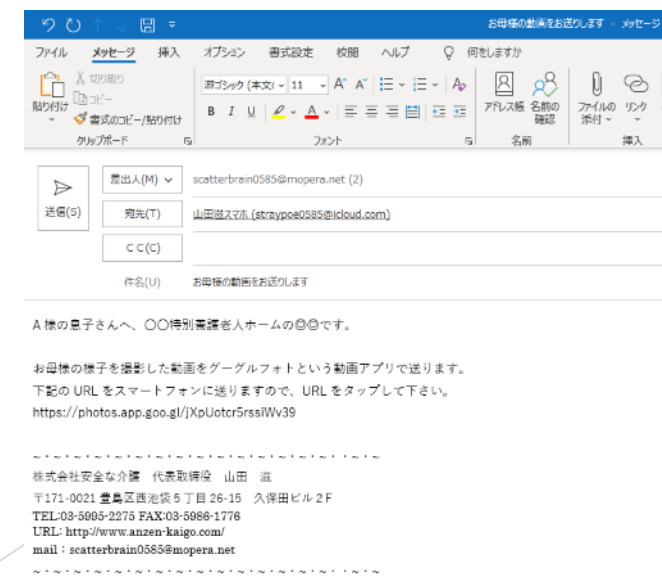 お母様の動画をお送りします - メッセージ
ファイル メッセージ 挿入 オプション 書式設定 校閲 ヘルプ 何をしますか
貼り付け
切り取り
コピー
書式のコピー/貼り付け
クリップボード
游ゴシック (本文( 11 A^ A˅
B I U A
フォント
アドレス帳 名前の確認
名前
ファイルの添付 リンク
挿入
送信(S)
差出人(M) scatterbrain0585@mopera.net (2)
宛先(T) 山田滋スマホ (straypoe0585@icloud.com)
C C(C)
件名(U) お母様の動画をお送りします
A 様の息子さんへ、〇〇特別養護老人ホームの◎◎です。
お母様の様子を撮影した動画をグーグルフォトという動画アプリで送ります。
下記の URL をスマートフォンに送りますので、URL をタップして下さい。
https://photos.app.goo.gl/jXpUotcr5rssiWv39
~・~・~・~・~・~・~・~・~・~・~・~・~・~・~・・~・~
株式会社安全な介護 代表取締役 山田 滋
〒171-0021 豊島区西池袋 5 丁目 26-15 久保田ビル 2 F
TEL:03-5995-2275 FAX:03-5986-1776
URL: http://www.anzen-kaigo.com/
mail：scatterbrain0585@mopera.net
~・~・~・~・~・~・~・~・~・~・~・~・~・~・~・・~・~